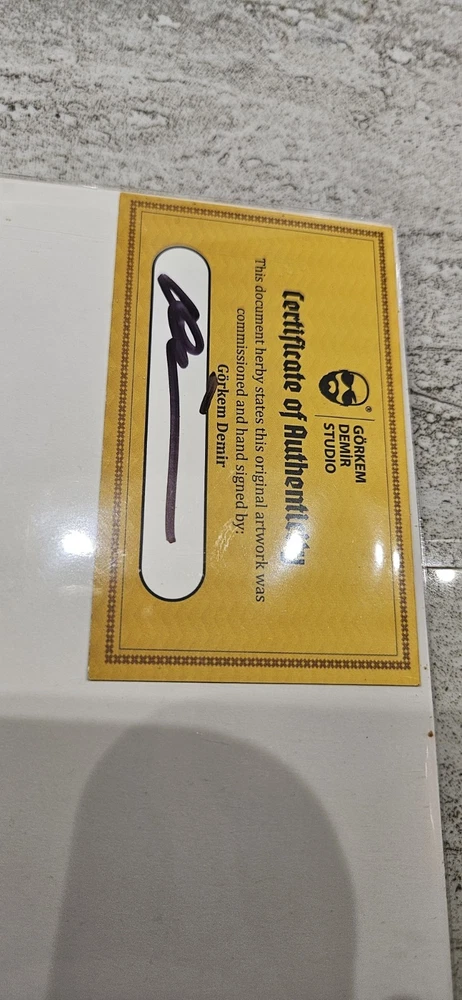 ®
GÖRKEM
DEMİR
STUDIO
Certificate of Authenticity
This document herby states this original artwork was
commissioned and hand signed by:
Görkem Demir